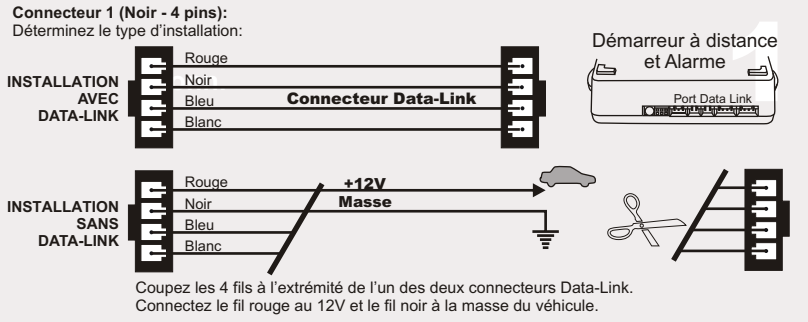 Connecteur 1 (Noir - 4 pins):
Déterminez le type d'installation:
INSTALLATION
AVEC
DATA-LINK
Rouge
Noir
Bleu
Blanc
Connecteur Data-Link
1
Démarreur à distance
et Alarme
Port Data Link
INSTALLATION
SANS
DATA-LINK
Rouge
Noir
Bleu
Blanc
+12V
Masse
Coupez les 4 fils à l'extrémité de l'un des deux connecteurs Data-Link.
Connectez le fil rouge au 12V et le fil noir à la masse du véhicule.